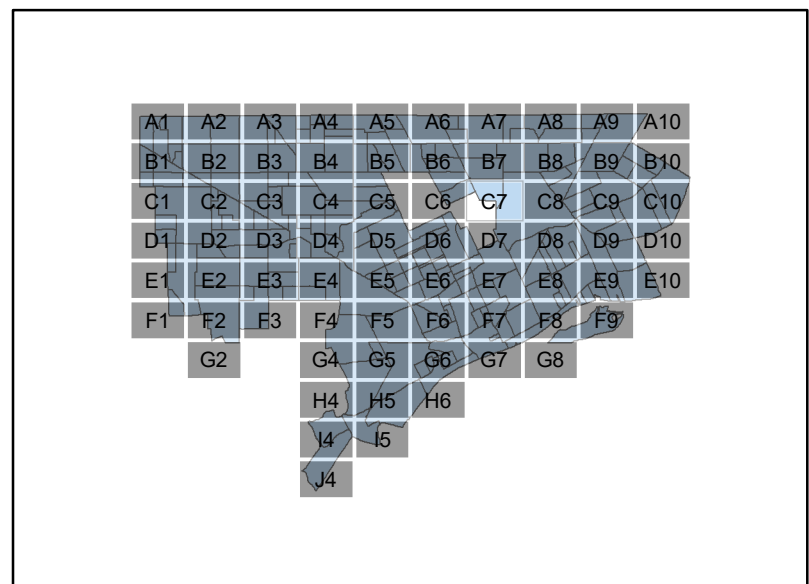 A1 A2 A3 A4 A5 A6 A7 A8 A9 A10
B1 B2 B3 B4 B5 B6 B7 B8 B9 B10
C1 C2 C3 C4 C5 C6 C7 C8 C9 C10
D1 D2 D3 D4 D5 D6 D7 D8 D9 D10
E1 E2 E3 E4 E5 E6 E7 E8 E9 E10
F1 F2 F3 F4 F5 F6 F7 F8 F9
G2 G4 G5 G6 G7 G8
H4 H5 H6
I4 I5
J4